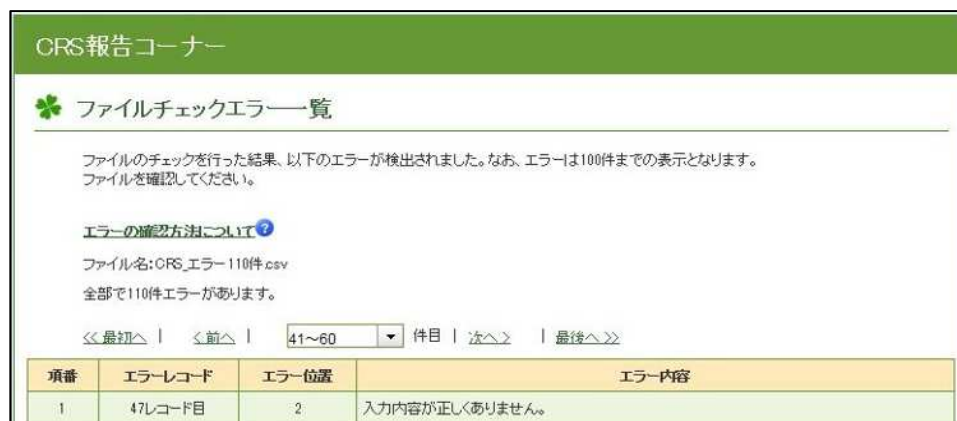 CRS報告コーナー
ファイルチェックエラー一覧
ファイルのチェックを行った結果、以下のエラーが検出されました。なお、エラーは100件までの表示となります。
ファイルを確認してください。
エラーの確認方法について?
ファイル名:CRS_エラー110件.csv
全部で110件エラーがあります。
<< 最初へ | < 前へ | 41~60 件目 | 次へ > | 最後へ >>
項番 エラーレコード エラー位置 エラー内容
1 47レコード目 2 入力内容が正しくありません。